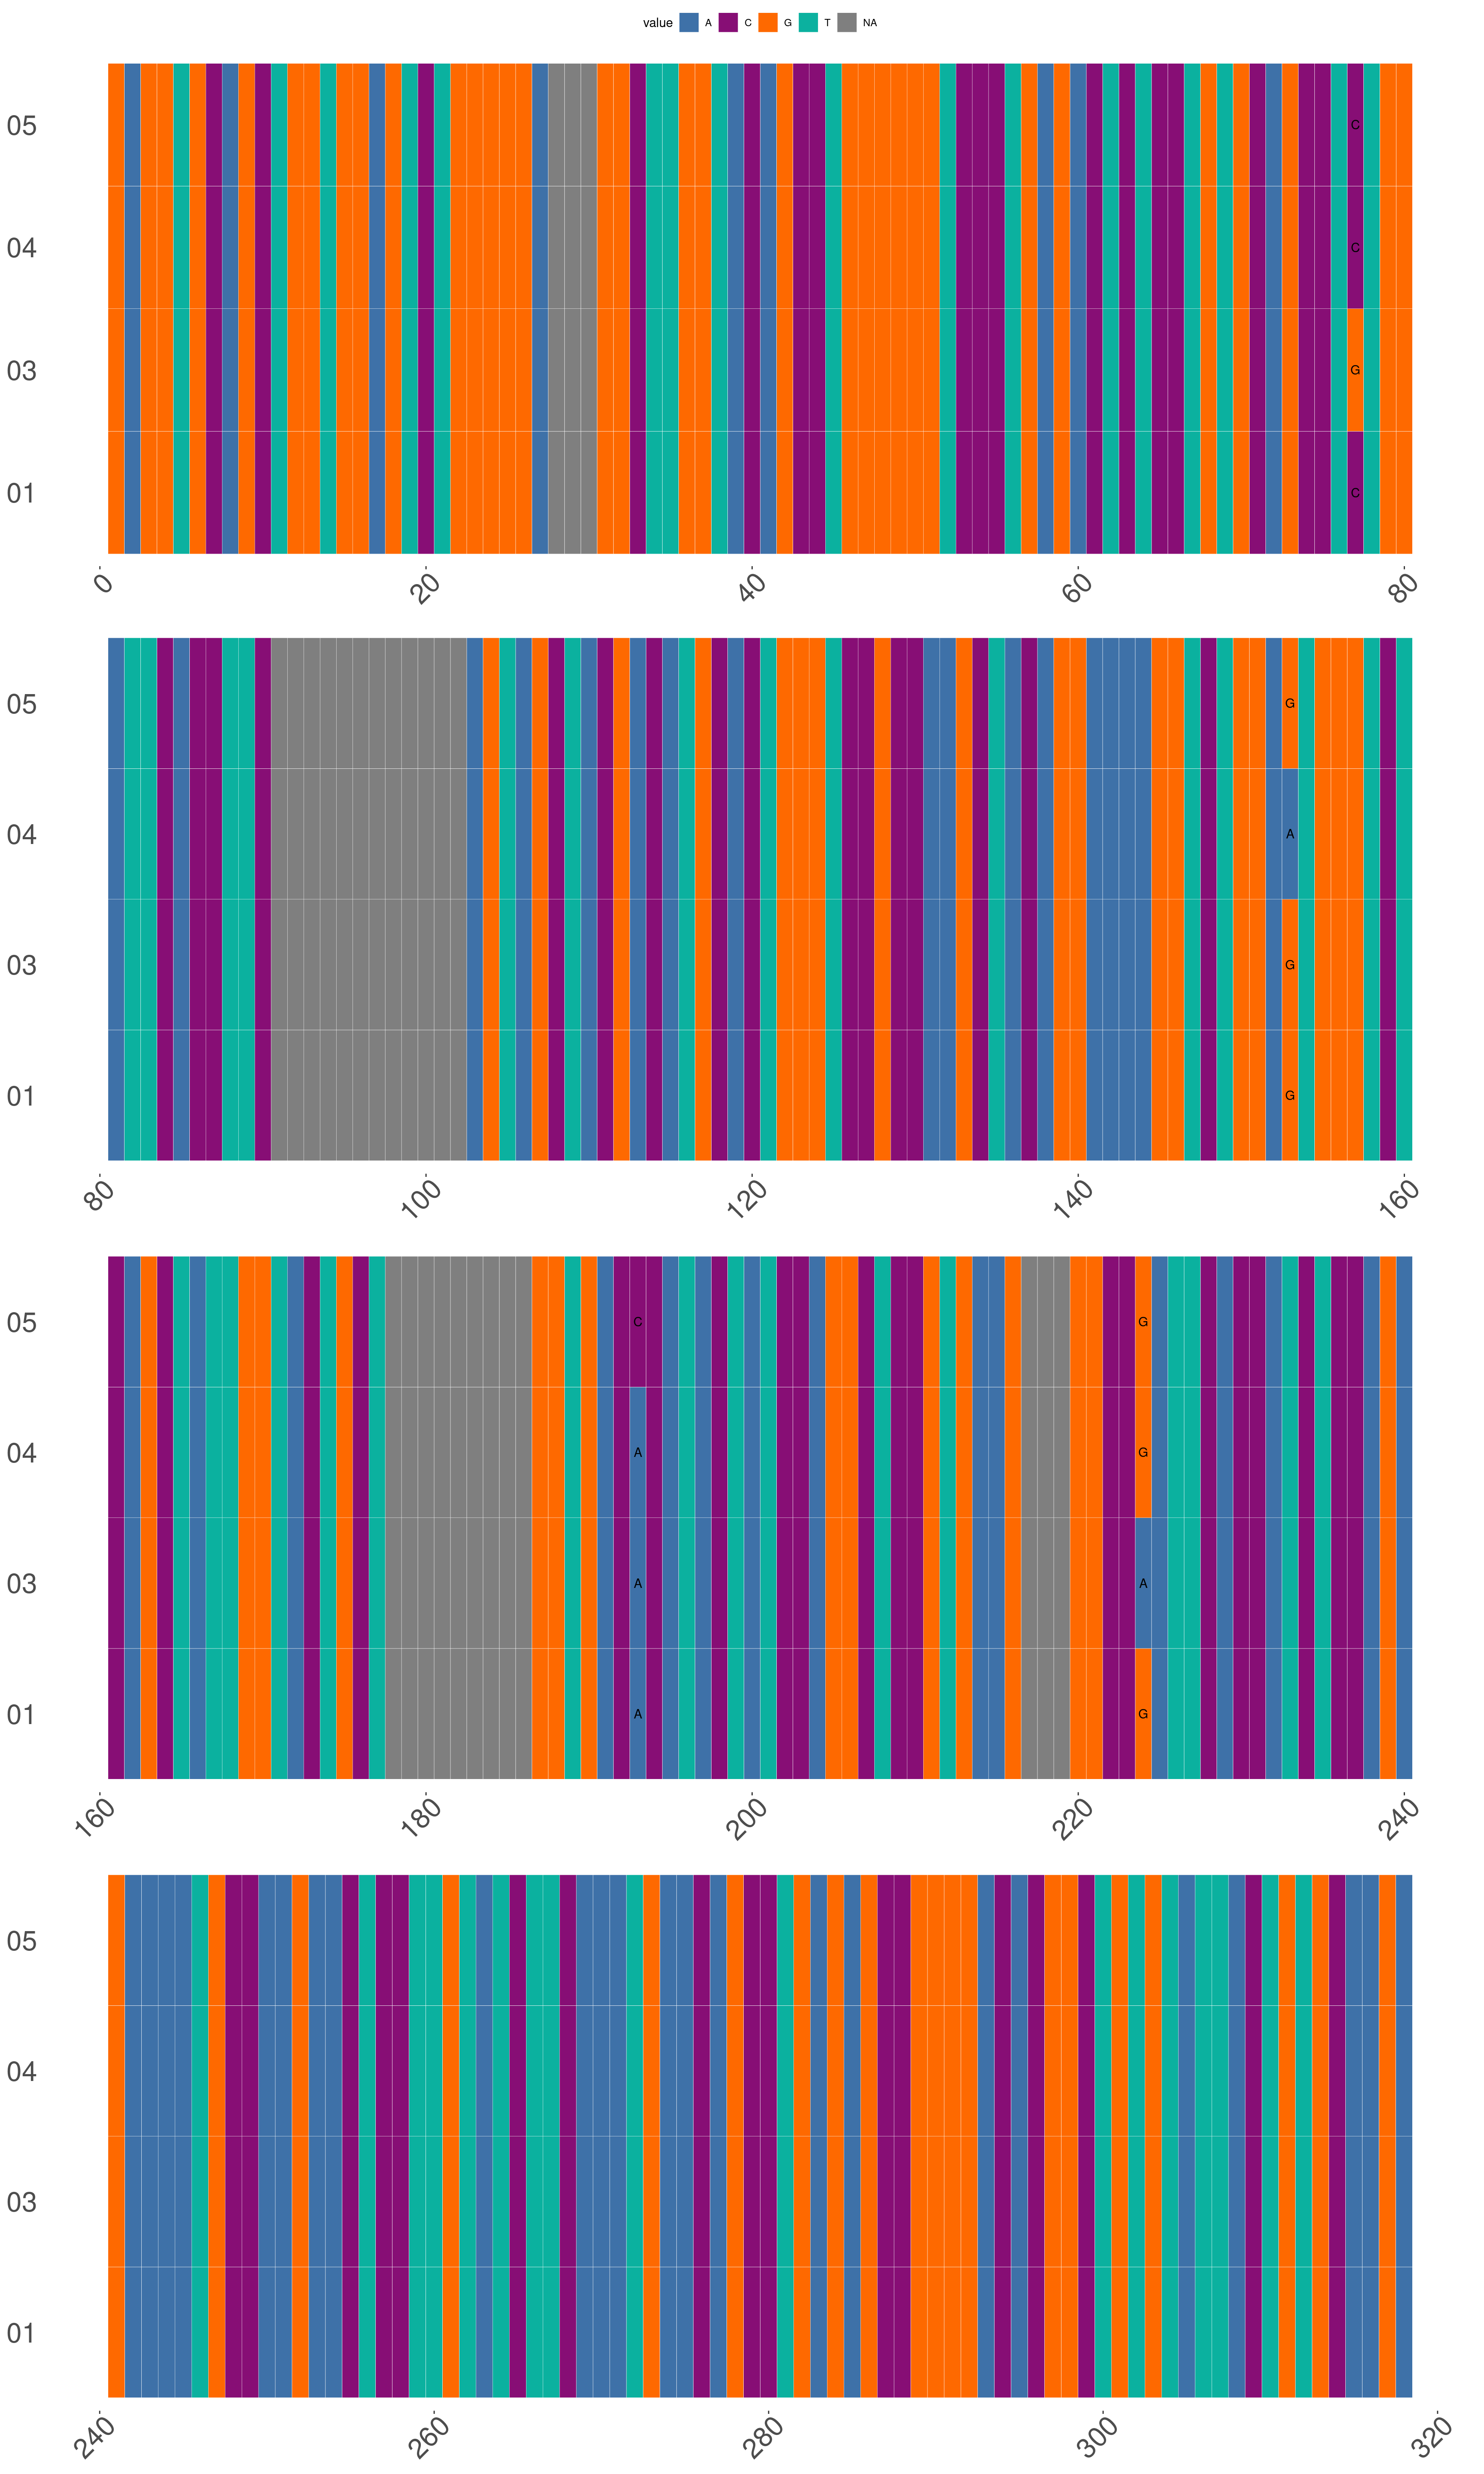 value A C G T NA
05 C
04 C
03 G
01 C
0 20 40 60 80
05 G
04 A
03 G
01 G
80 100 120 140 160
05 C G
04 A G
03 A A
01 A G
160 180 200 220 240
05
04
03
01
240 260 280 300 320